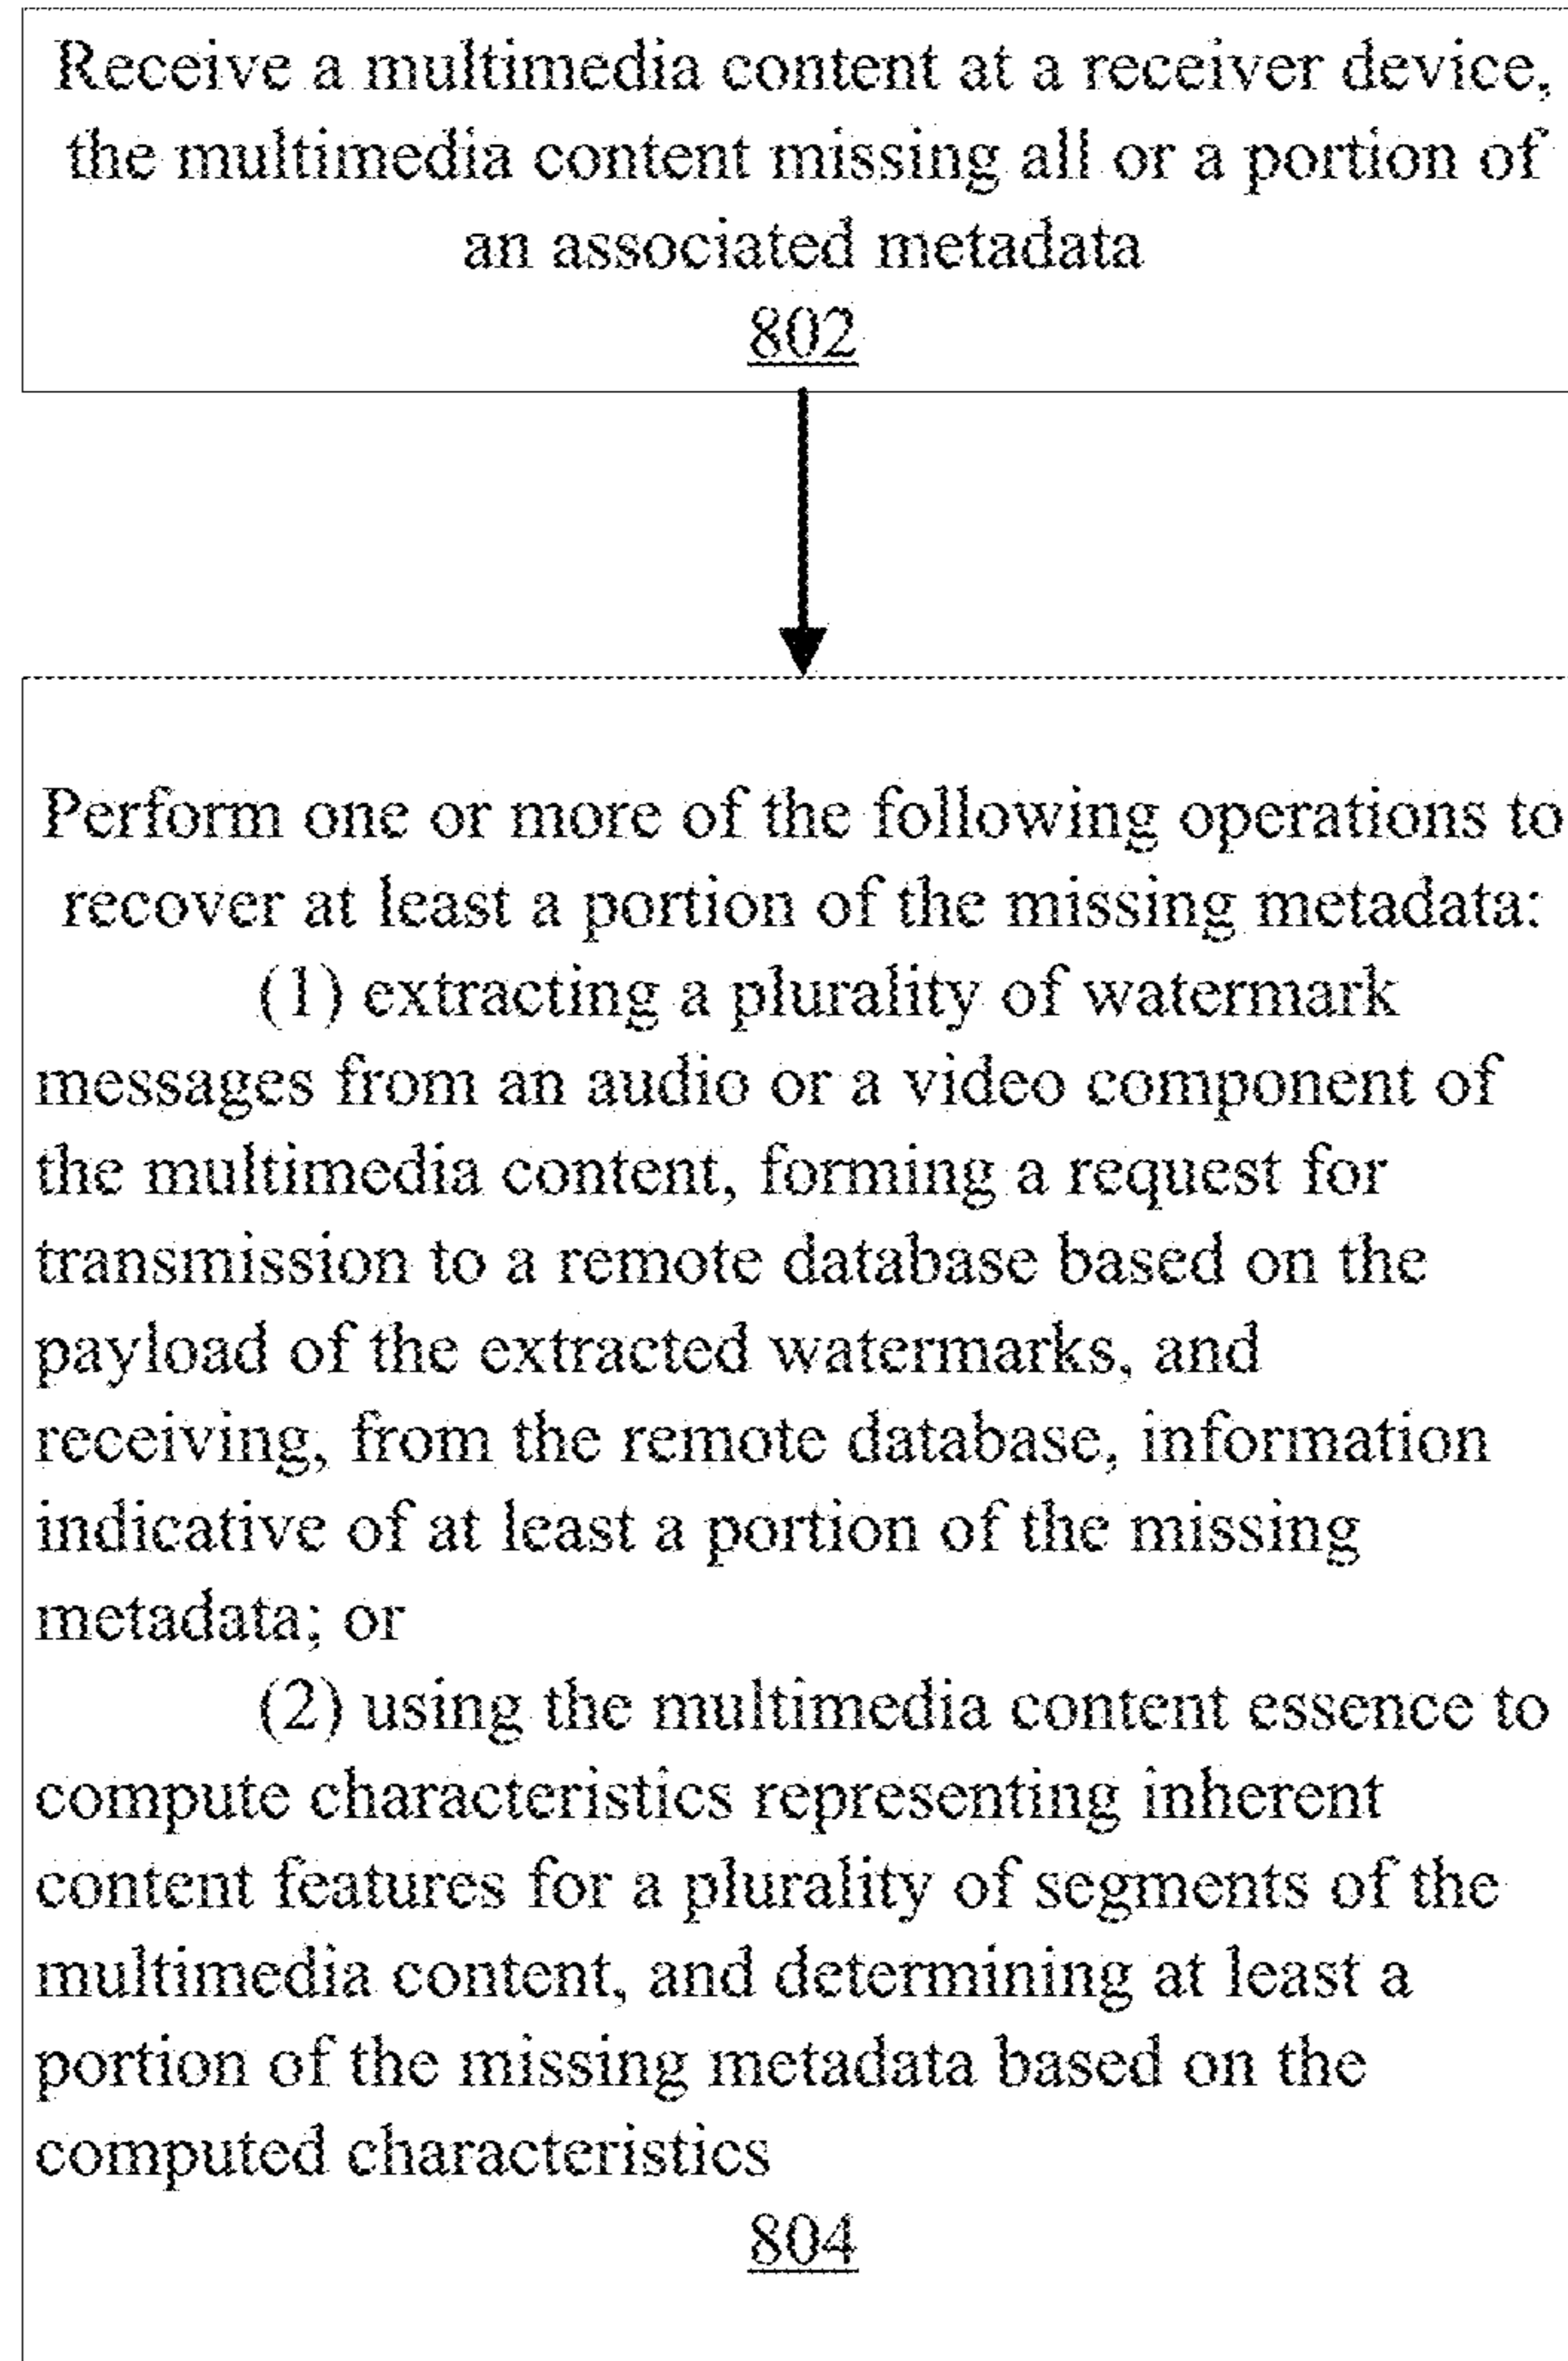 Receive a multimedia content at a receiver device,
the multimedia content missing all or a portion of
an associated metadata
802
Perform one or more of the following operations to
recover at least a portion of the missing metadata:
(1) extracting a plurality of watermark
messages from an audio or a video component of
the multimedia content, forming a request for
transmission to a remote database based on the
payload of the extracted watermarks, and
receiving, from the remote database, information
indicative of at least a portion of the missing
metadata; or
(2) using the multimedia content essence to
compute characteristics representing inherent
content features for a plurality of segments of the
multimedia content, and determining at least a
portion of the missing metadata based on the
computed characteristics
804